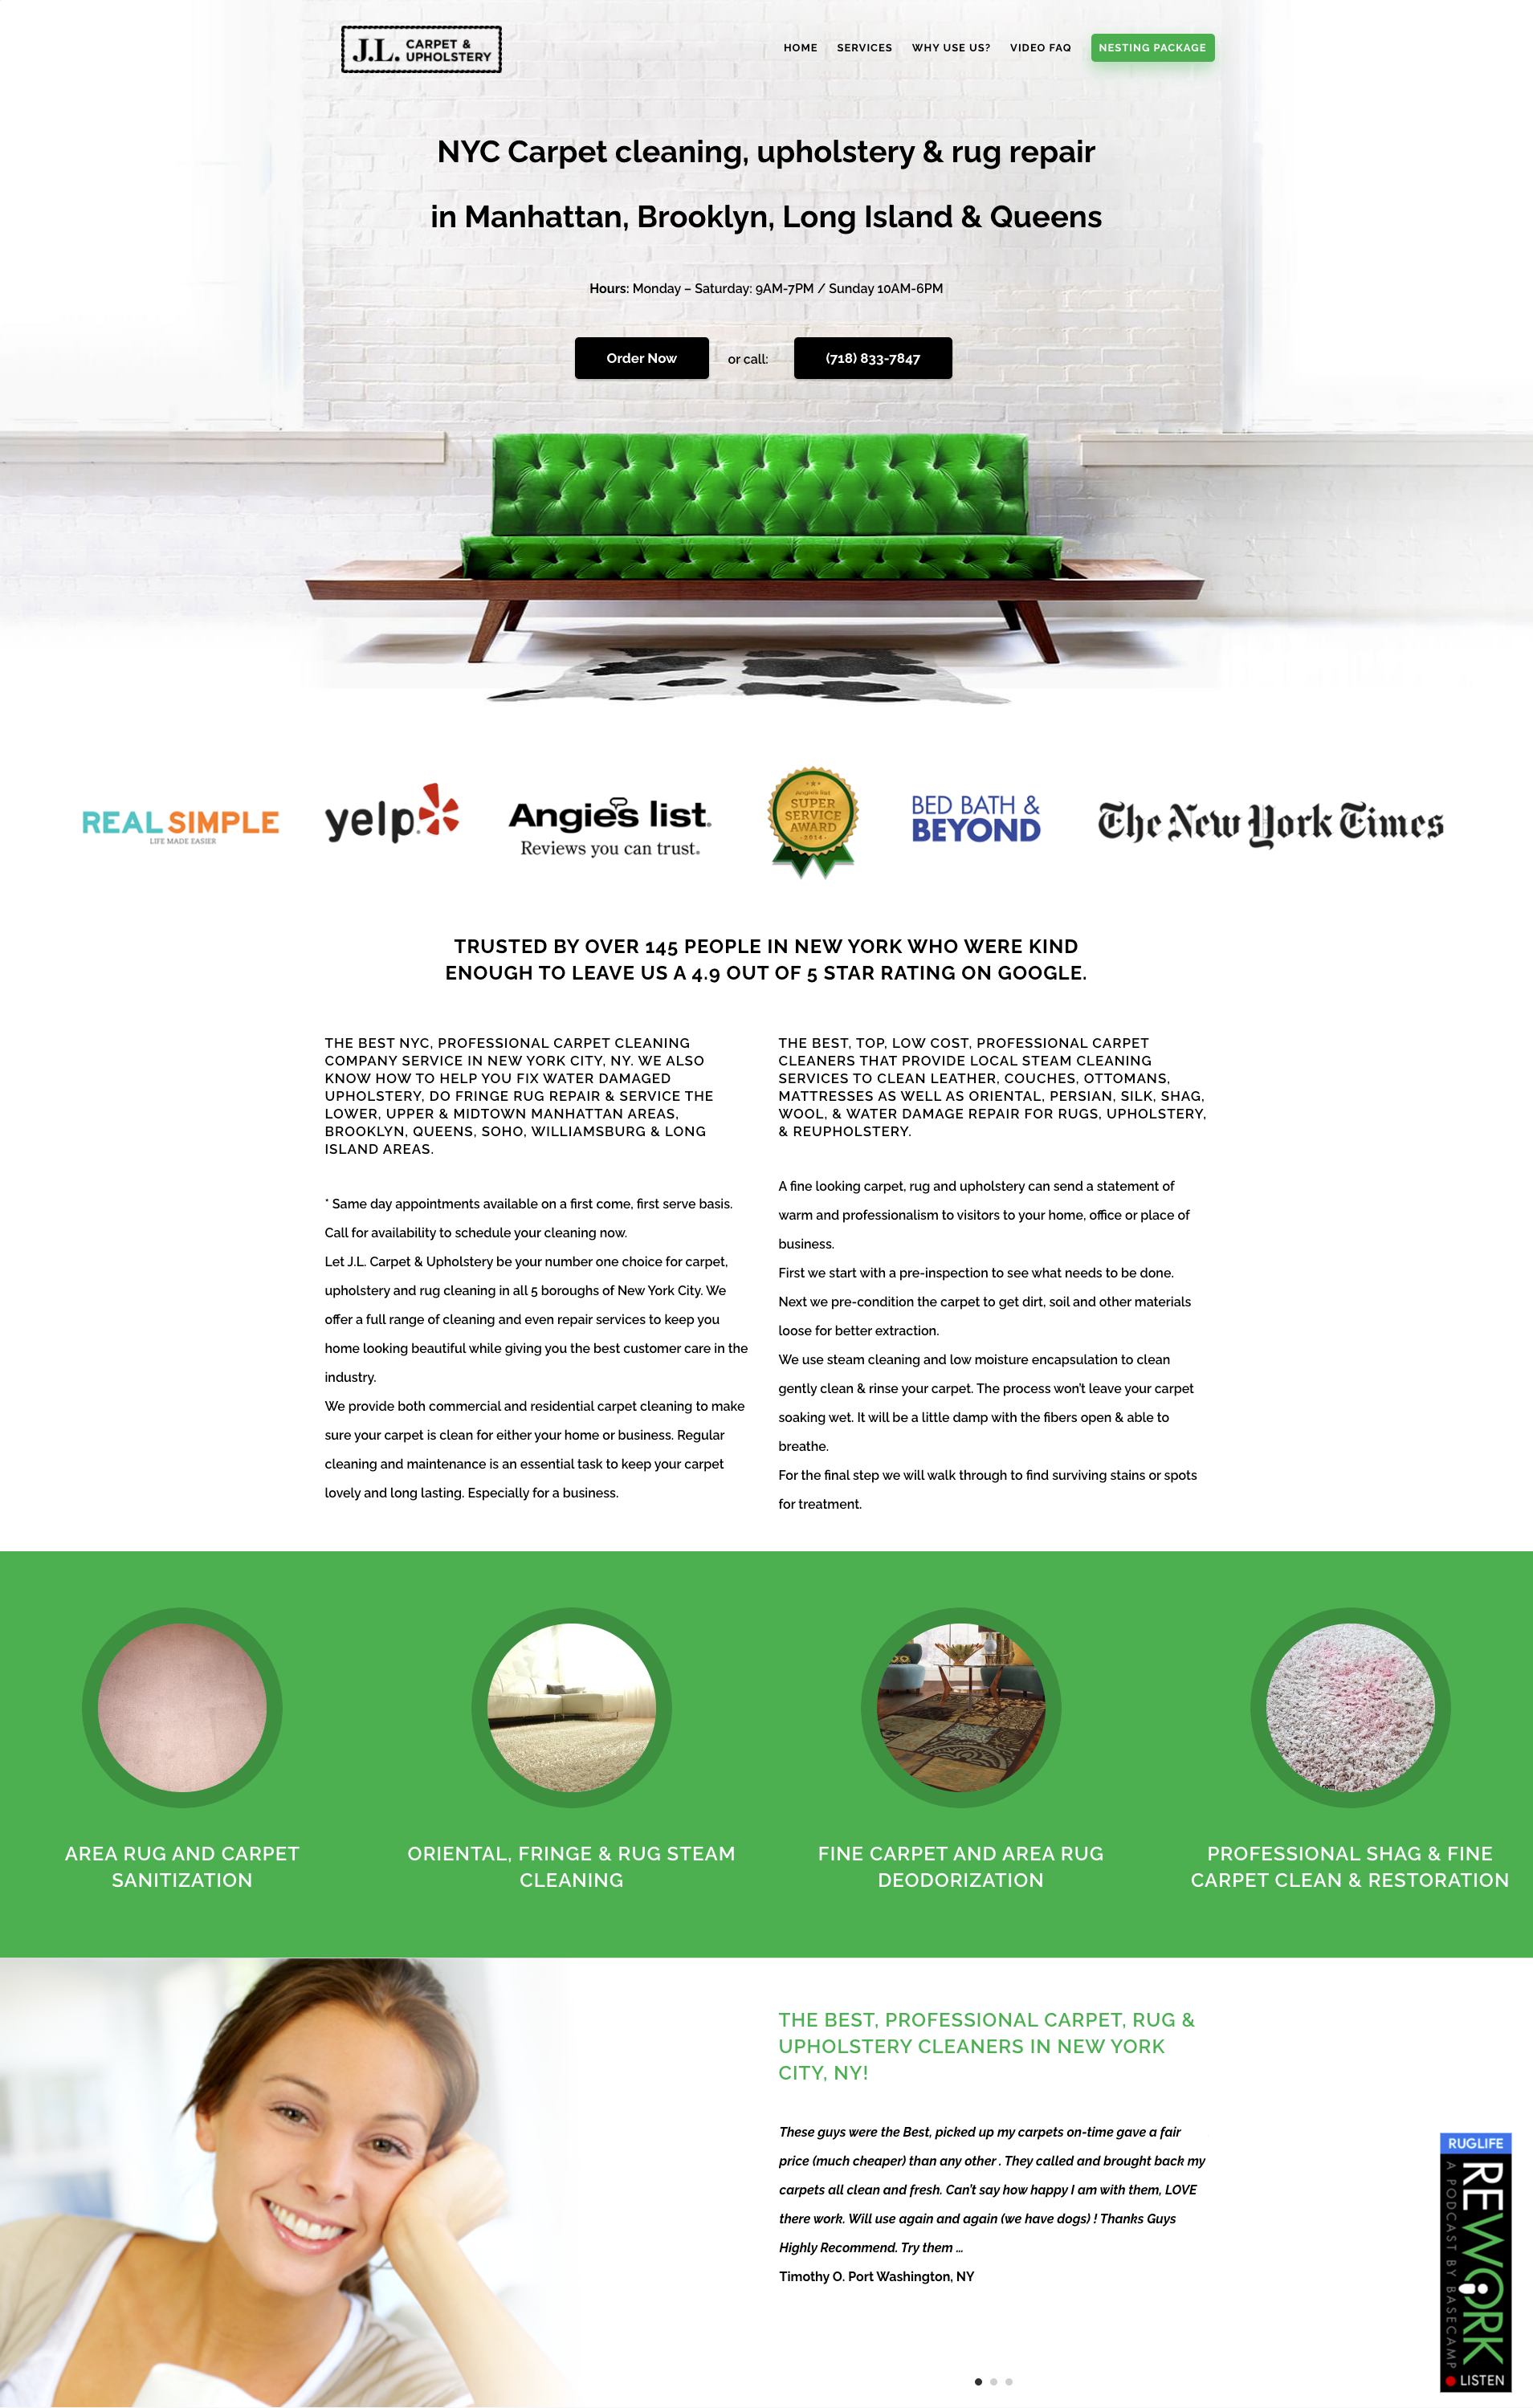 J.L. CARPET & UPHOLSTERY
HOME SERVICES WHY USE US? VIDEO FAQ NESTING PACKAGE
NYC Carpet cleaning, upholstery & rug repair
in Manhattan, Brooklyn, Long Island & Queens
Hours: Monday – Saturday: 9AM-7PM / Sunday 10AM-6PM
Order Now or call: (718) 833-7847
REAL SIMPLE
LIFE MADE EASIER
yelp
Angie's list
Reviews you can trust.
Angie's list
SUPER
SERVICE
AWARD
2014
BED BATH &
BEYOND
The New York Times
TRUSTED BY OVER 145 PEOPLE IN NEW YORK WHO WERE KIND
ENOUGH TO LEAVE US A 4.9 OUT OF 5 STAR RATING ON GOOGLE.
THE BEST NYC, PROFESSIONAL CARPET CLEANING
COMPANY SERVICE IN NEW YORK CITY, NY. WE ALSO
KNOW HOW TO HELP YOU FIX WATER DAMAGED
UPHOLSTERY, DO FRINGE RUG REPAIR & SERVICE THE
LOWER, UPPER & MIDTOWN MANHATTAN AREAS,
BROOKLYN, QUEENS, SOHO, WILLIAMSBURG & LONG
ISLAND AREAS.
* Same day appointments available on a first come, first serve basis.
Call for availability to schedule your cleaning now.
Let J.L. Carpet & Upholstery be your number one choice for carpet,
upholstery and rug cleaning in all 5 boroughs of New York City. We
offer a full range of cleaning and even repair services to keep you
home looking beautiful while giving you the best customer care in the
industry.
We provide both commercial and residential carpet cleaning to make
sure your carpet is clean for either your home or business. Regular
cleaning and maintenance is an essential task to keep your carpet
lovely and long lasting. Especially for a business.
THE BEST, TOP, LOW COST, PROFESSIONAL CARPET
CLEANERS THAT PROVIDE LOCAL STEAM CLEANING
SERVICES TO CLEAN LEATHER, COUCHES, OTTOMANS,
MATTRESSES AS WELL AS ORIENTAL, PERSIAN, SILK, SHAG,
WOOL, & WATER DAMAGE REPAIR FOR RUGS, UPHOLSTERY,
& REUPHOLSTERY.
A fine looking carpet, rug and upholstery can send a statement of
warm and professionalism to visitors to your home, office or place of
business.
First we start with a pre-inspection to see what needs to be done.
Next we pre-condition the carpet to get dirt, soil and other materials
loose for better extraction.
We use steam cleaning and low moisture encapsulation to clean
gently clean & rinse your carpet. The process won't leave your carpet
soaking wet. It will be a little damp with the fibers open & able to
breathe.
For the final step we will walk through to find surviving stains or spots
for treatment.
AREA RUG AND CARPET
SANITIZATION
ORIENTAL, FRINGE & RUG STEAM
CLEANING
FINE CARPET AND AREA RUG
DEODORIZATION
PROFESSIONAL SHAG & FINE
CARPET CLEAN & RESTORATION
THE BEST, PROFESSIONAL CARPET, RUG &
UPHOLSTERY CLEANERS IN NEW YORK
CITY, NY!
These guys were the Best, picked up my carpets on-time gave a fair
price (much cheaper) than any other . They called and brought back my
carpets all clean and fresh. Can't say how happy I am with them, LOVE
there work. Will use again and again (we have dogs) ! Thanks Guys
Highly Recommend. Try them ...
Timothy O. Port Washington, NY
RUGLIFE
REWORK
A PODCAST BY BASECAMP
LISTEN